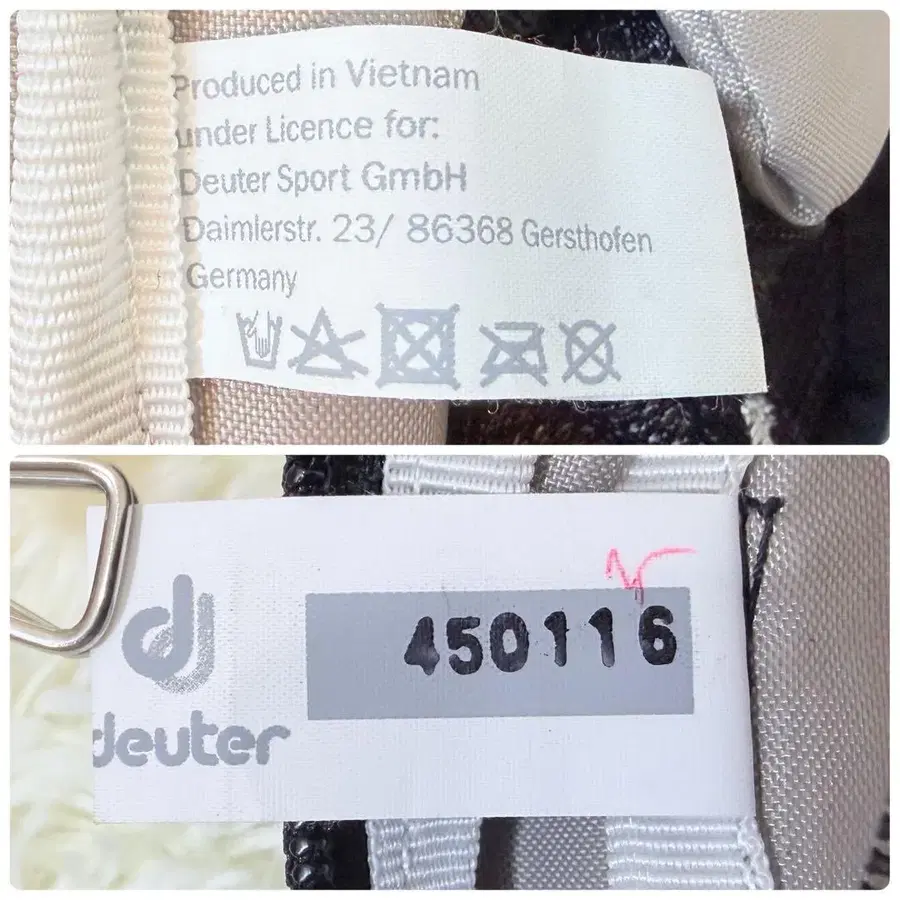 Produced in Vietnam
under Licence for:
Deuter Sport GmbH
Daimlerstr. 23/ 86368 Gersthofen
Germany
450116
deuter